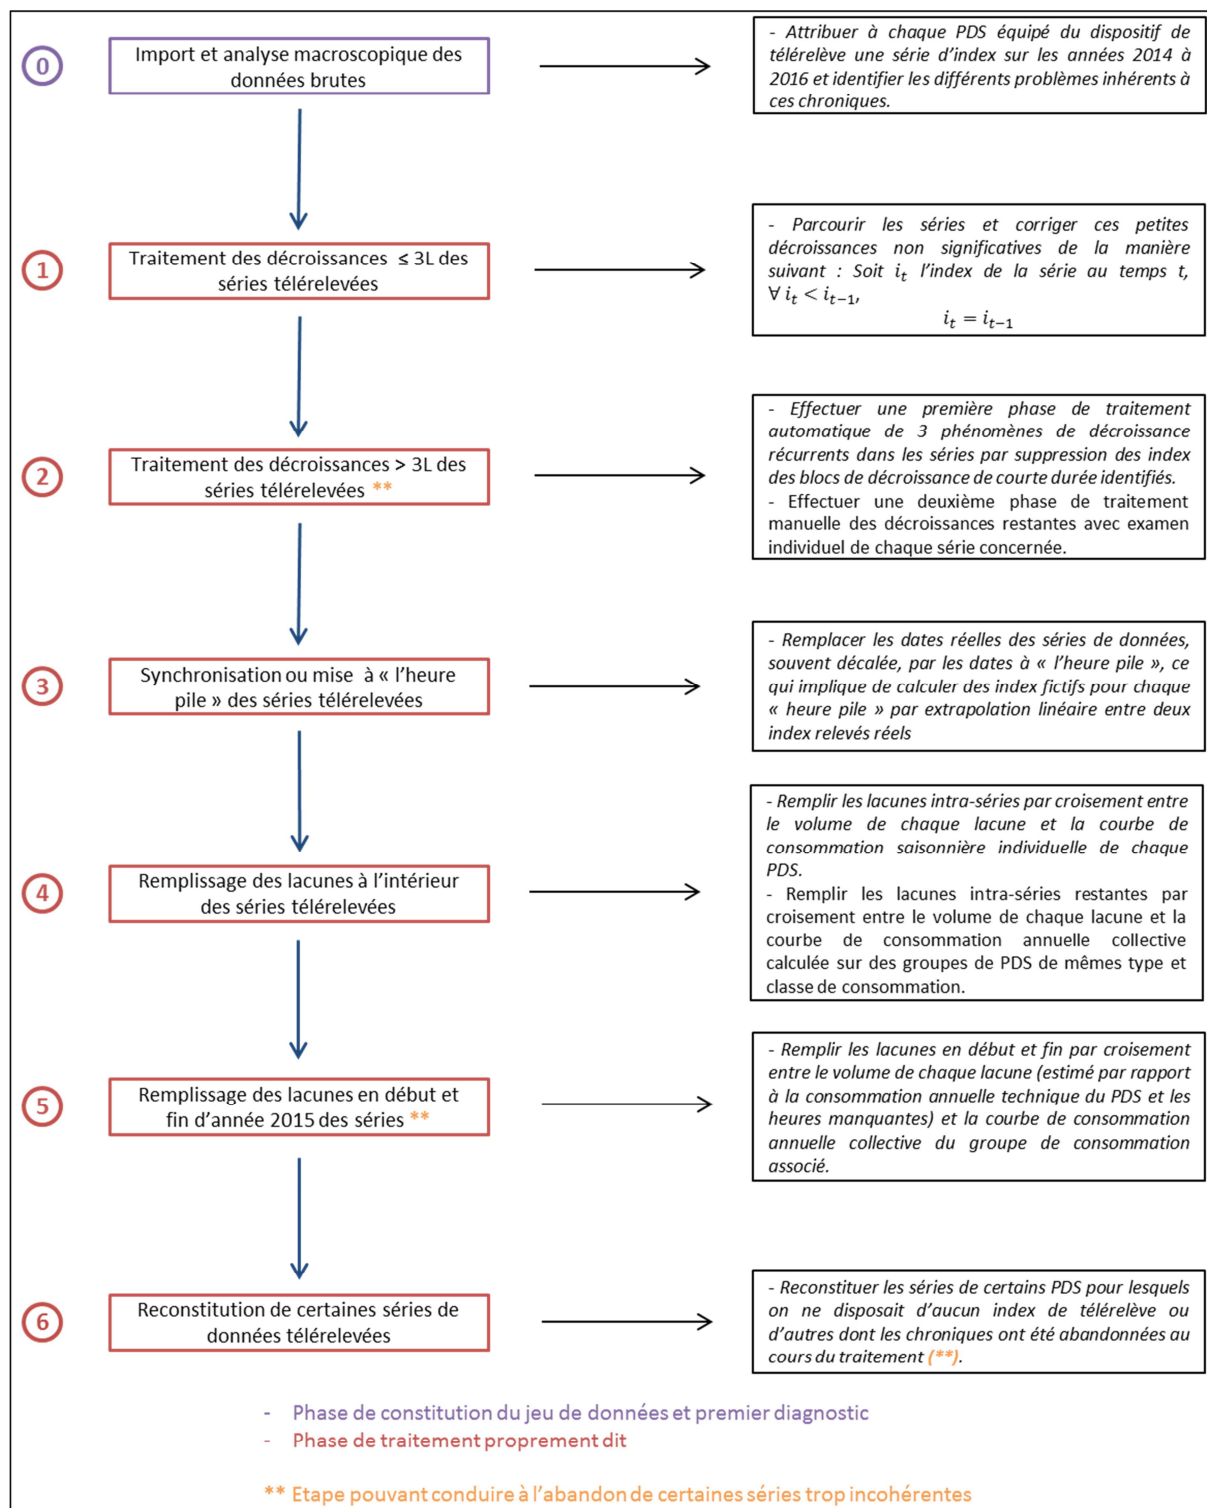 0
Import et analyse macroscopique des
données brutes
- Attribuer à chaque PDS équipé du dispositif de
télérelève une série d'index sur les années 2014 à
2016 et identifier les différents problèmes inhérents à
ces chroniques.
1
Traitement des décroissances ≤ 3L des
séries télérelevées
- Parcourir les séries et corriger ces petites
décroissances non significatives de la manière
suivant : Soit i_t l'index de la série au temps t,
∀ i_t < i_{t−1},
i_t = i_{t−1}
2
Traitement des décroissances > 3L des
séries télérelevées **
- Effectuer une première phase de traitement
automatique de 3 phénomènes de décroissance
récurrents dans les séries par suppression des index
des blocs de décroissance de courte durée identifiés.
- Effectuer une deuxième phase de traitement
manuelle des décroissances restantes avec examen
individuel de chaque série concernée.
3
Synchronisation ou mise à « l'heure
pile » des séries télérelevées
- Remplacer les dates réelles des séries de données,
souvent décalée, par les dates à « l'heure pile », ce
qui implique de calculer des index fictifs pour chaque
« heure pile » par extrapolation linéaire entre deux
index relevés réels
4
Remplissage des lacunes à l'intérieur
des séries télérelevées
- Remplir les lacunes intra-séries par croisement entre
le volume de chaque lacune et la courbe de
consommation saisonnière individuelle de chaque
PDS.
- Remplir les lacunes intra-séries restantes par
croisement entre le volume de chaque lacune et la
courbe de consommation annuelle collective
calculée sur des groupes de PDS de mêmes type et
classe de consommation.
5
Remplissage des lacunes en début et
fin d'année 2015 des séries **
- Remplir les lacunes en début et fin par croisement
entre le volume de chaque lacune (estimé par rapport
à la consommation annuelle technique du PDS et les
heures manquantes) et la courbe de consommation
annuelle collective du groupe de consommation
associé.
6
Reconstitution de certaines séries de
données télérelevées
- Reconstituer les séries de certains PDS pour lesquels
on ne disposait d'aucun index de télérelève ou
d'autres dont les chroniques ont été abandonnées au
cours du traitement (**).
- Phase de constitution du jeu de données et premier diagnostic
- Phase de traitement proprement dit
** Etape pouvant conduire à l'abandon de certaines séries trop incohérentes